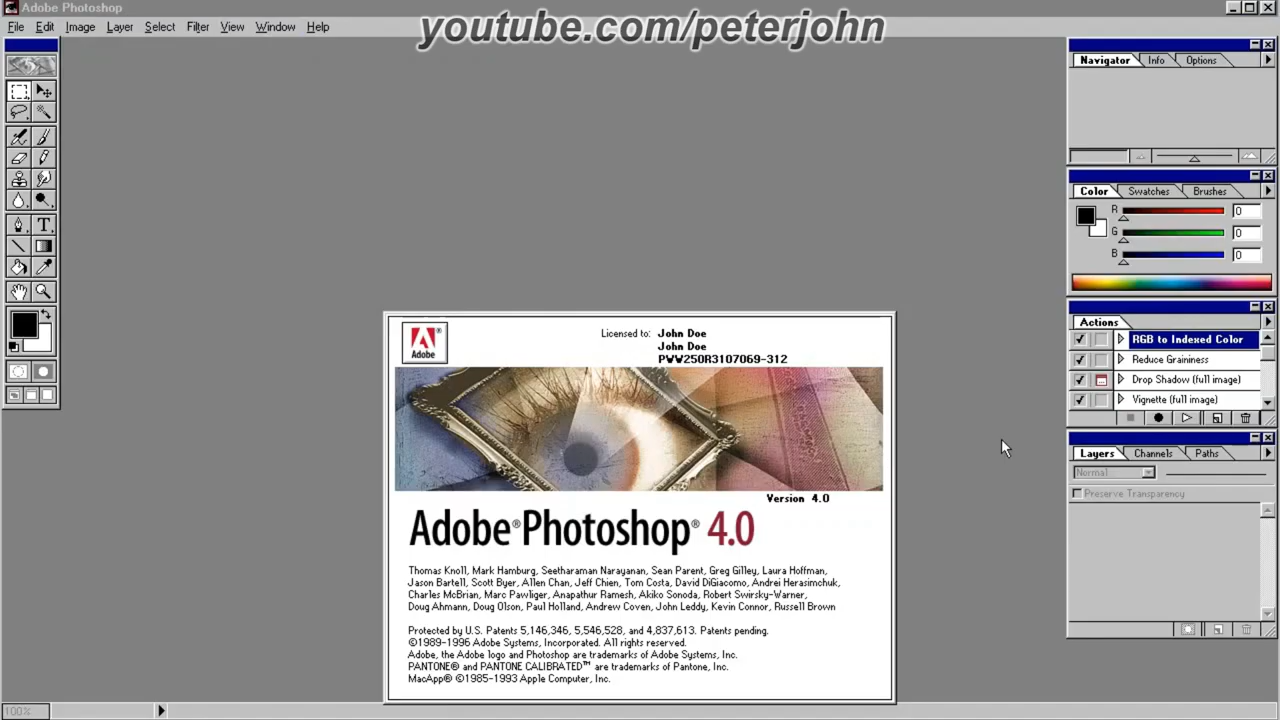 Adobe Photoshop
youtube.com/peterjohn
File Edit Image Layer Select Filter View Window Help
Navigator Info Options
Color Swatches Brushes
R 0
G 0
B 0
Actions
RGB to Indexed Color
Reduce Graininess
Drop Shadow (full image)
Vignette (full image)
Layers Channels Paths
Normal
Preserve Transparency
T
Adobe
Licensed to: John Doe
John Doe
PWW250R3107069-312
Version 4.0
Adobe® Photoshop® 4.0
Thomas Knoll, Mark Hamburg, Seetharaman Narayanan, Sean Parent, Greg Gilley, Laura Hoffman,
Jason Bartell, Scott Byer, Allen Chan, Jeff Chien, Tom Costa, David DiGiacomo, Andrei Herasimchuk,
Charles McBrian, Marc Pawliger, Anapathur Ramesh, Akiko Sonoda, Robert Swirsky-Warner,
Doug Ahmann, Doug Olson, Paul Holland, Andrew Coven, John Leddy, Kevin Connor, Russell Brown
Protected by U.S. Patents 5,146,346, 5,546,528, and 4,837,613. Patents pending.
©1989-1996 Adobe Systems, Incorporated. All rights reserved.
Adobe, the Adobe logo and Photoshop are trademarks of Adobe Systems, Inc.
PANTONE® and PANTONE CALIBRATED™ are trademarks of Pantone, Inc.
MacApp® ©1985-1993 Apple Computer, Inc.
100%